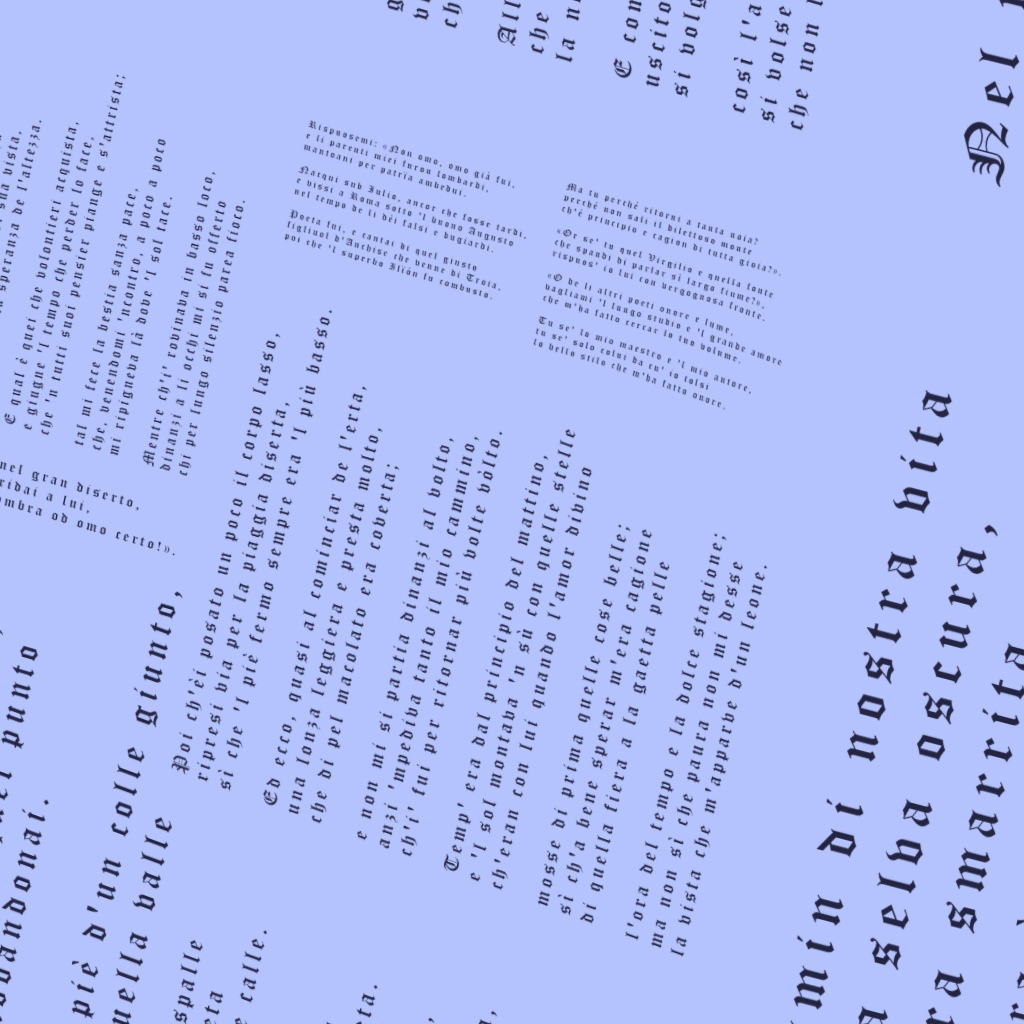 Nel
di nostra vita
selva oscura,
smarrita
punto
piè d'un colle giunto,
valle
spalle
calle.
E
si
così
si volse
che non
Poi ch'èi posato un poco il corpo lasso,
ripresi via per la piaggia diserta,
sì che 'l piè fermo sempre era 'l più basso.
Ed ecco, quasi al cominciar de l'erta,
una lonza leggiera e presta molto,
che di pel macolato era coverta;
e non mi si partia dinanzi al volto,
anzi 'mpediva tanto il mio cammino,
ch'i' fui per ritornar più volte vòlto.
Temp' era dal principio del mattino,
e 'l sol montava 'n sù con quelle stelle
ch'eran con lui quando l'amor divino
mosse di prima quelle cose belle;
sì ch'a bene sperar m'era cagione
di quella fiera a la gaetta pelle
l'ora del tempo e la dolce stagione;
ma non sì che paura non mi desse
la vista che m'apparve d'un leone.
sua vista,
speranza de l'altezza.
E qual è quei che volontieri acquista,
e giugne 'l tempo che perder lo face,
che 'n tutti suoi pensier piange e s'attrista;
tal mi fece la bestia sanza pace,
che, venendomi 'ncontro, a poco a poco
mi ripigneva là dove 'l sol tace.
Mentre ch'i' rovinava in basso loco,
dinanzi a li occhi mi si fu offerto
chi per lungo silenzio parea fioco.
nel gran diserto,
a lui,
od omo certo!».
Rispuosemi: «Non omo, omo già fui,
e li parenti miei furon lombardi,
mantoani per patrïa ambedui.
Nacqui sub Iulio, ancor che fosse tardi,
e vissi a Roma sotto 'l buono Augusto
nel tempo de li dèi falsi e bugiardi.
Poeta fui, e cantai di quel giusto
figliuol d'Anchise che venne di Troia,
poi che 'l superbo Ilïón fu combusto.
Ma tu perché ritorni a tanta noia?
perché non sali il dilettoso monte
ch'è principio e cagion di tutta gioia?».
«Or se' tu quel Virgilio e quella fonte
che spandi di parlar sì largo fiume?»,
rispuos' io lui con vergognosa fronte.
«O de li altri poeti onore e lume,
vagliami 'l lungo studio e 'l grande amore
che m'ha fatto cercar lo tuo volume.
Tu se' lo mio maestro e 'l mio autore,
tu se' solo colui da cu' io tolsi
lo bello stilo che m'ha fatto onore.